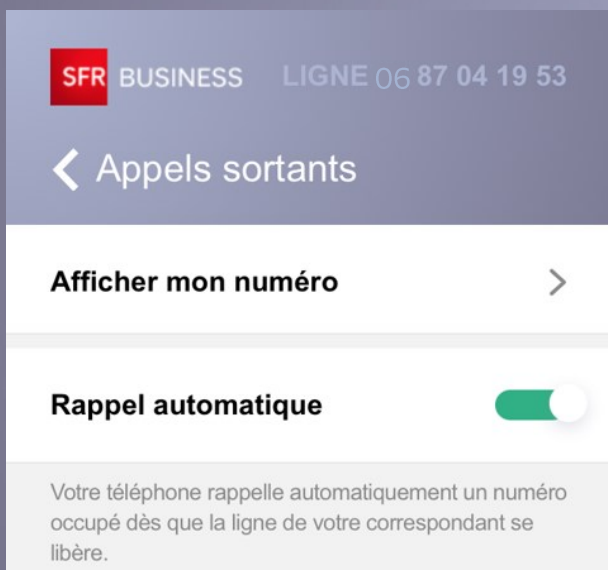 SFR BUSINESS LIGNE 06 87 04 19 53
Appels sortants
Afficher mon numéro
Rappel automatique
Votre téléphone rappelle automatiquement un numéro
occupé dès que la ligne de votre correspondant se
libère.